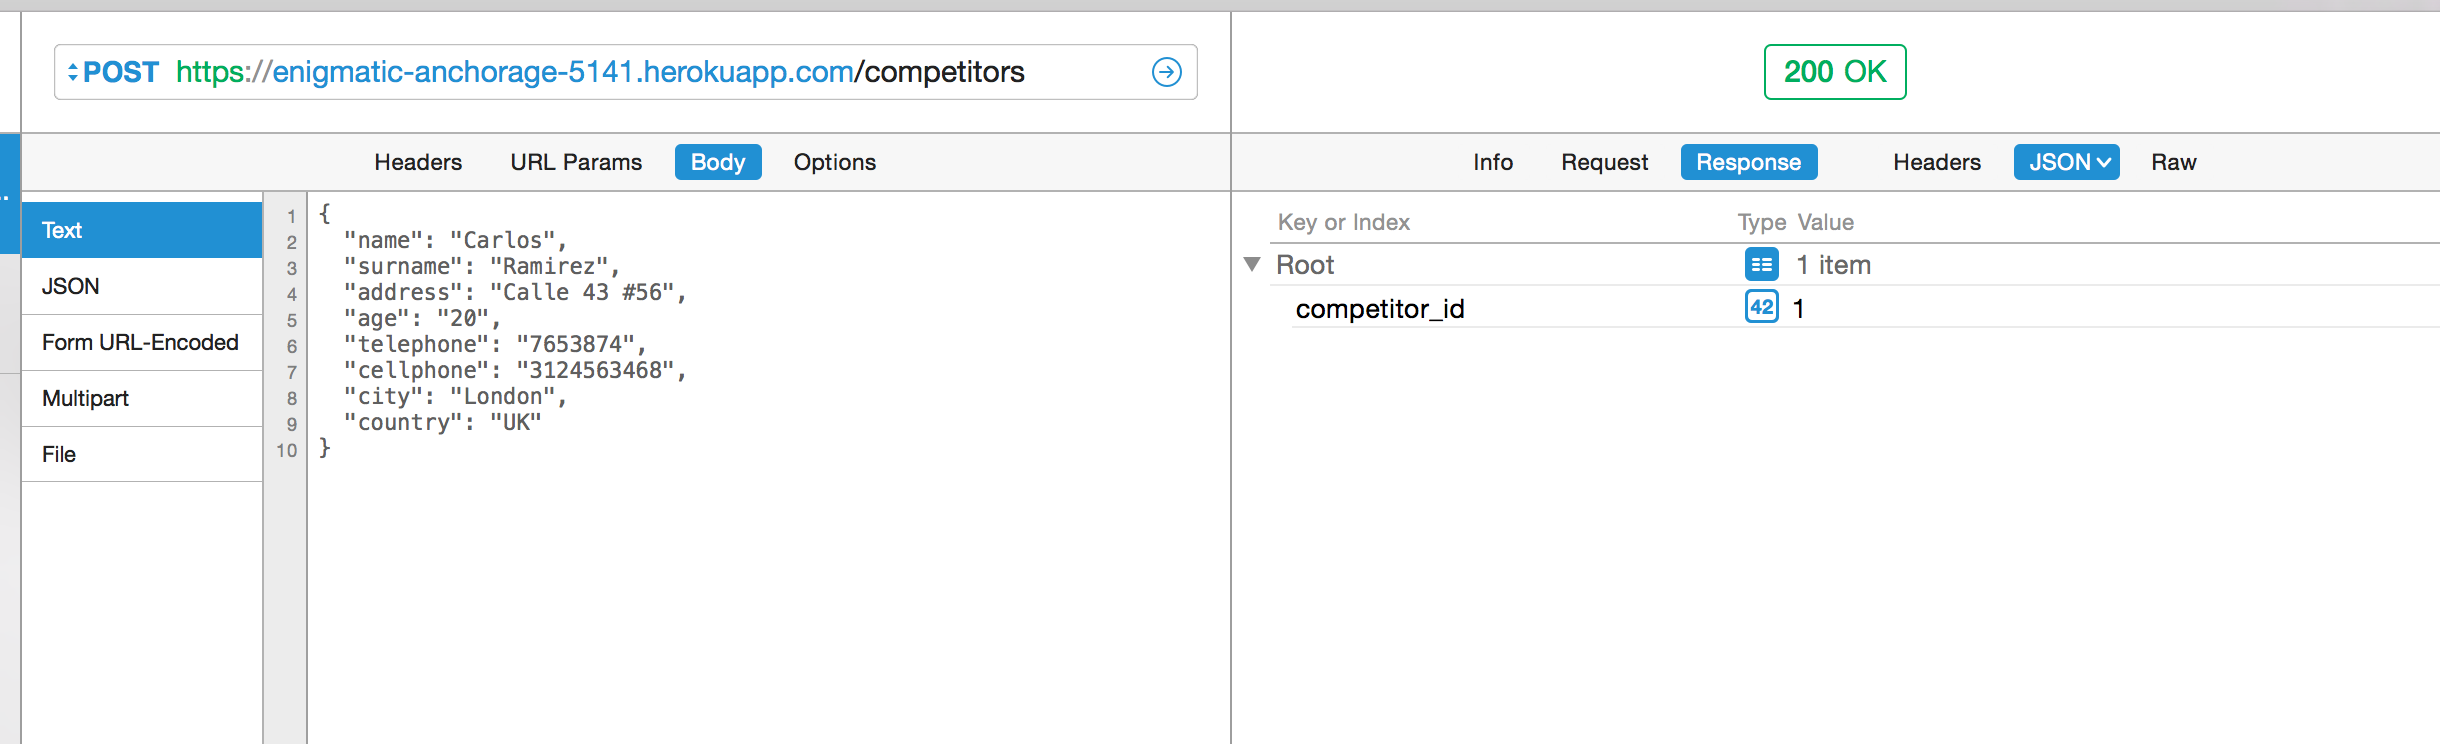 POST https://enigmatic-anchorage-5141.herokuapp.com/competitors
200 OK
Headers URL Params Body Options
Info Request Response Headers JSON Raw
Text
JSON
Form URL-Encoded
Multipart
File
1 {
2 "name": "Carlos",
3 "surname": "Ramirez",
4 "address": "Calle 43 #56",
5 "age": "20",
6 "telephone": "7653874",
7 "cellphone": "3124563468",
8 "city": "London",
9 "country": "UK"
10 }
Key or Index Type Value
Root 1 item
competitor_id 42 1